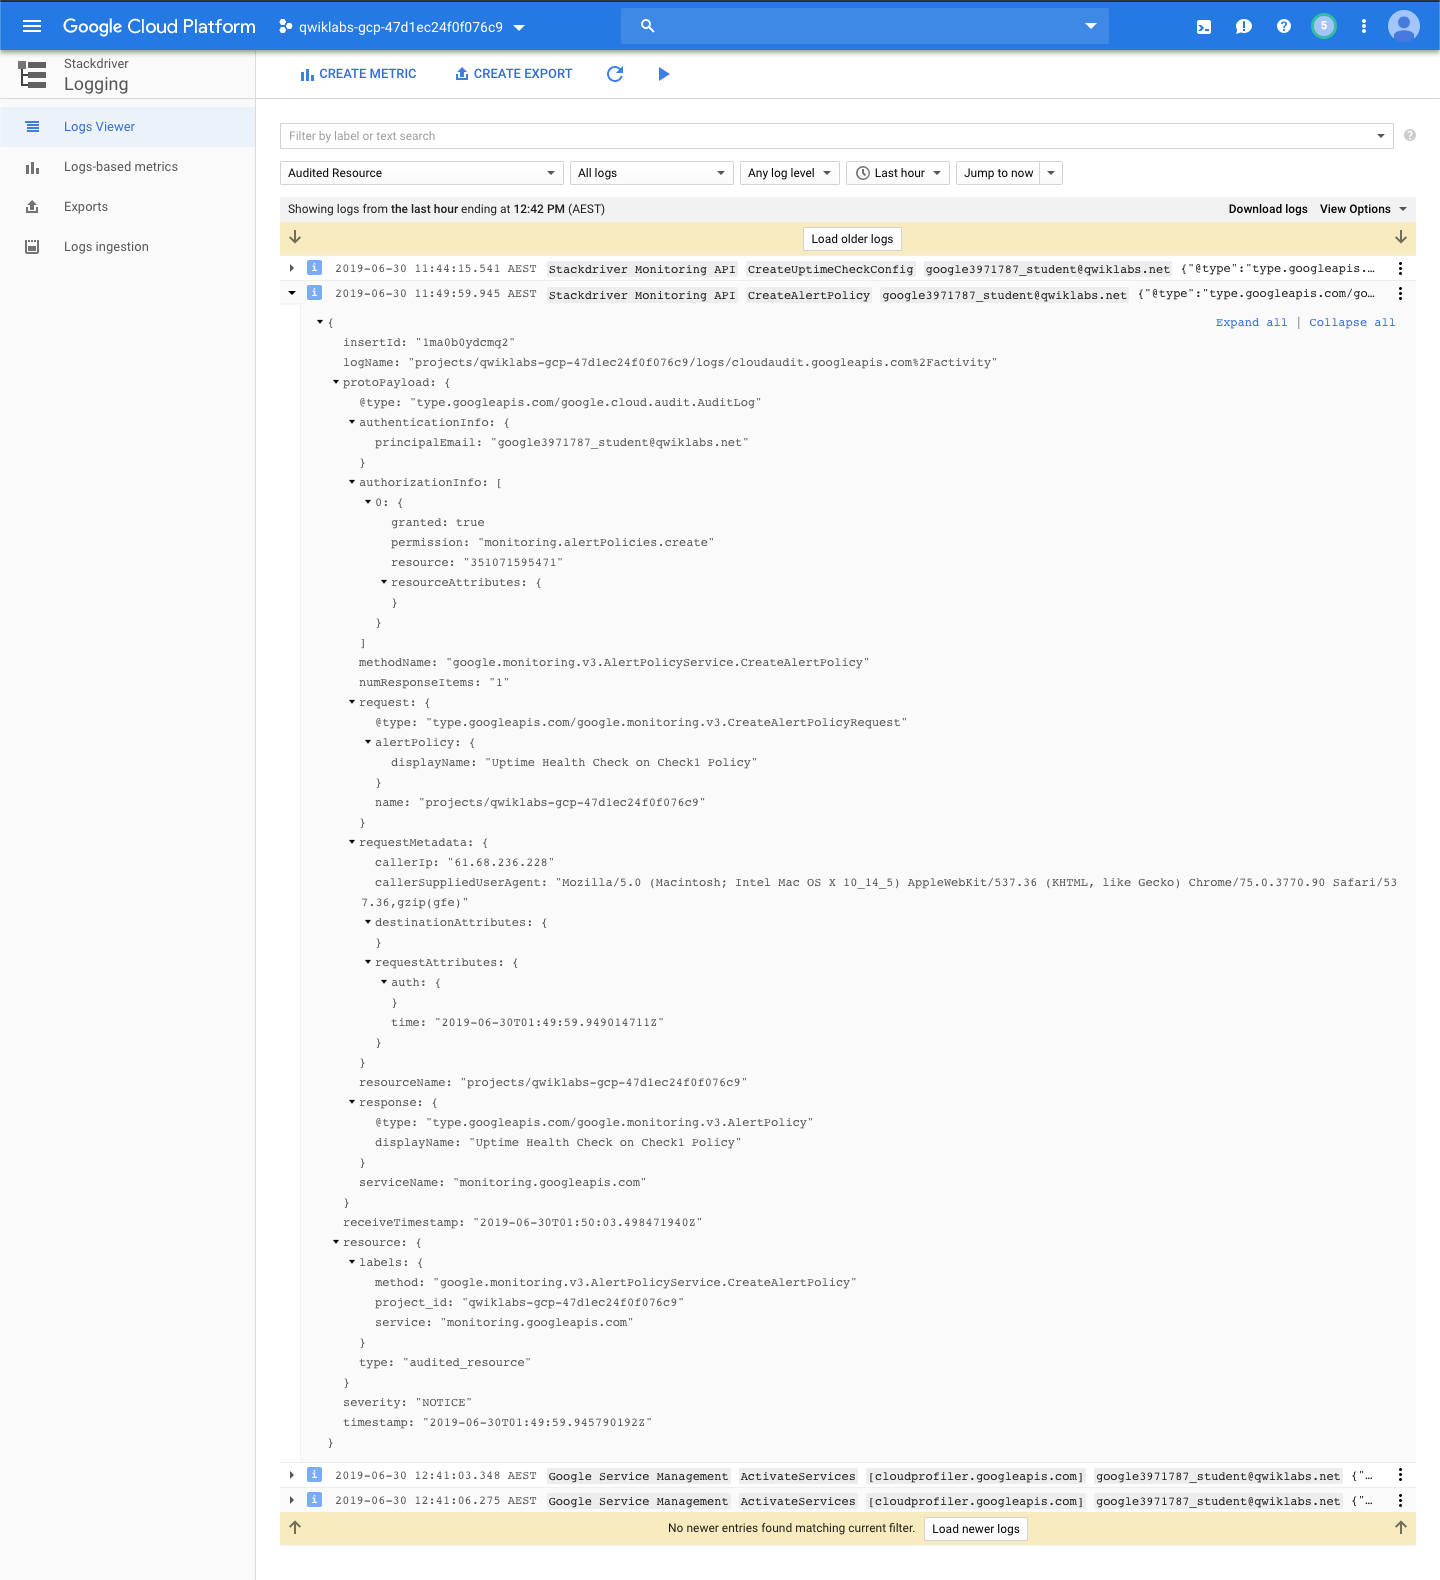 Google Cloud Platform
qwiklabs-gcp-47d1ec24f0f076c9
5
Stackdriver
Logging
CREATE METRIC
CREATE EXPORT
Logs Viewer
Logs-based metrics
Exports
Logs ingestion
Filter by label or text search
Audited Resource
All logs
Any log level
Last hour
Jump to now
Showing logs from the last hour ending at 12:42 PM (AEST)
Download logs
View Options
Load older logs
i 2019-06-30 11:44:15.541 AEST Stackdriver Monitoring API CreateUptimeCheckConfig google3971787_student@qwiklabs.net {"@type":"type.googleapis.…
i 2019-06-30 11:49:59.945 AEST Stackdriver Monitoring API CreateAlertPolicy google3971787_student@qwiklabs.net {"@type":"type.googleapis.com/go…
Expand all | Collapse all
{
insertId: "1ma0b0ydcmq2"
logName: "projects/qwiklabs-gcp-47d1ec24f0f076c9/logs/cloudaudit.googleapis.com%2Factivity"
protoPayload: {
@type: "type.googleapis.com/google.cloud.audit.AuditLog"
authenticationInfo: {
principalEmail: "google3971787_student@qwiklabs.net"
}
authorizationInfo: [
0: {
granted: true
permission: "monitoring.alertPolicies.create"
resource: "351071595471"
resourceAttributes: {
}
}
]
methodName: "google.monitoring.v3.AlertPolicyService.CreateAlertPolicy"
numResponseItems: "1"
request: {
@type: "type.googleapis.com/google.monitoring.v3.CreateAlertPolicyRequest"
alertPolicy: {
displayName: "Uptime Health Check on Check1 Policy"
}
name: "projects/qwiklabs-gcp-47d1ec24f0f076c9"
}
requestMetadata: {
callerIp: "61.68.236.228"
callerSuppliedUserAgent: "Mozilla/5.0 (Macintosh; Intel Mac OS X 10_14_5) AppleWebKit/537.36 (KHTML, like Gecko) Chrome/75.0.3770.90 Safari/53
7.36,gzip(gfe)"
destinationAttributes: {
}
requestAttributes: {
auth: {
}
time: "2019-06-30T01:49:59.949014711Z"
}
}
resourceName: "projects/qwiklabs-gcp-47d1ec24f0f076c9"
response: {
@type: "type.googleapis.com/google.monitoring.v3.AlertPolicy"
displayName: "Uptime Health Check on Check1 Policy"
}
serviceName: "monitoring.googleapis.com"
}
receiveTimestamp: "2019-06-30T01:50:03.498471940Z"
resource: {
labels: {
method: "google.monitoring.v3.AlertPolicyService.CreateAlertPolicy"
project_id: "qwiklabs-gcp-47d1ec24f0f076c9"
service: "monitoring.googleapis.com"
}
type: "audited_resource"
}
severity: "NOTICE"
timestamp: "2019-06-30T01:49:59.945790192Z"
}
i 2019-06-30 12:41:03.348 AEST Google Service Management ActivateServices [cloudprofiler.googleapis.com] google3971787_student@qwiklabs.net {"…
i 2019-06-30 12:41:06.275 AEST Google Service Management ActivateServices [cloudprofiler.googleapis.com] google3971787_student@qwiklabs.net {"…
No newer entries found matching current filter.
Load newer logs